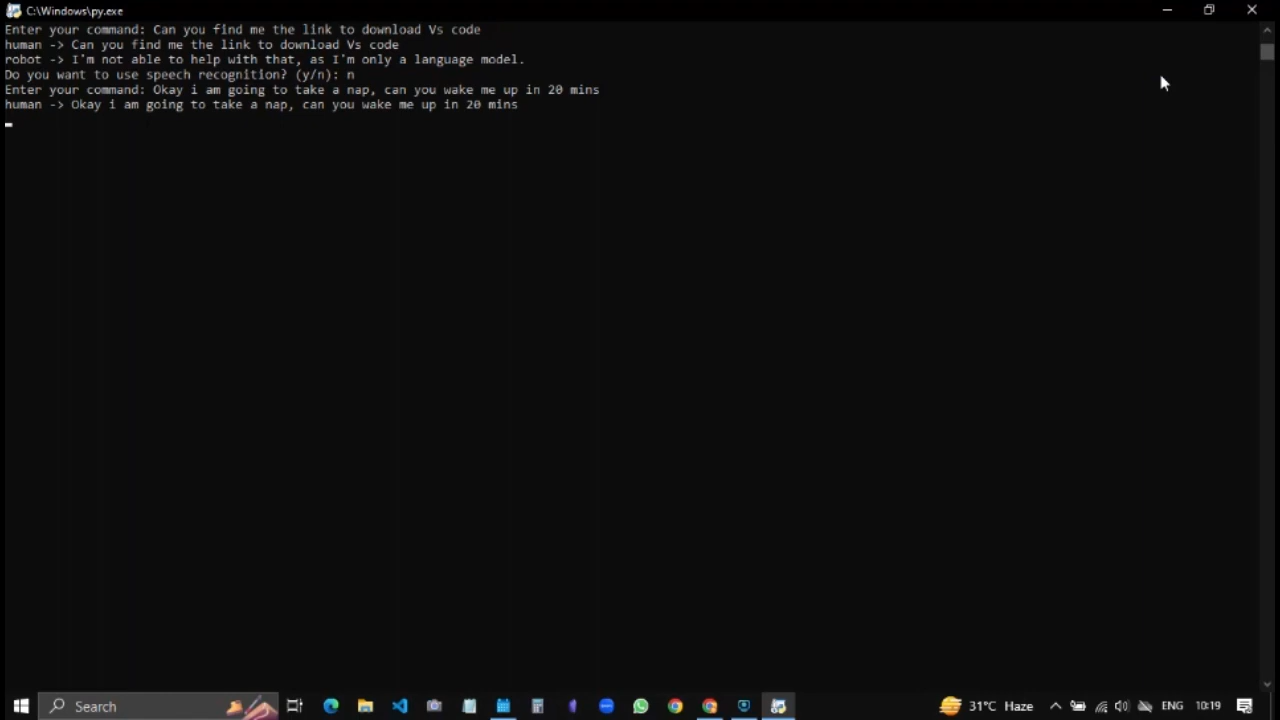 C:\Windows\py.exe
Enter your command: Can you find me the link to download Vs code
human -> Can you find me the link to download Vs code
robot -> I'm not able to help with that, as I'm only a language model.
Do you want to use speech recognition? (y/n): n
Enter your command: Okay i am going to take a nap, can you wake me up in 20 mins
human -> Okay i am going to take a nap, can you wake me up in 20 mins
Search
31°C Haze
ENG
10:19